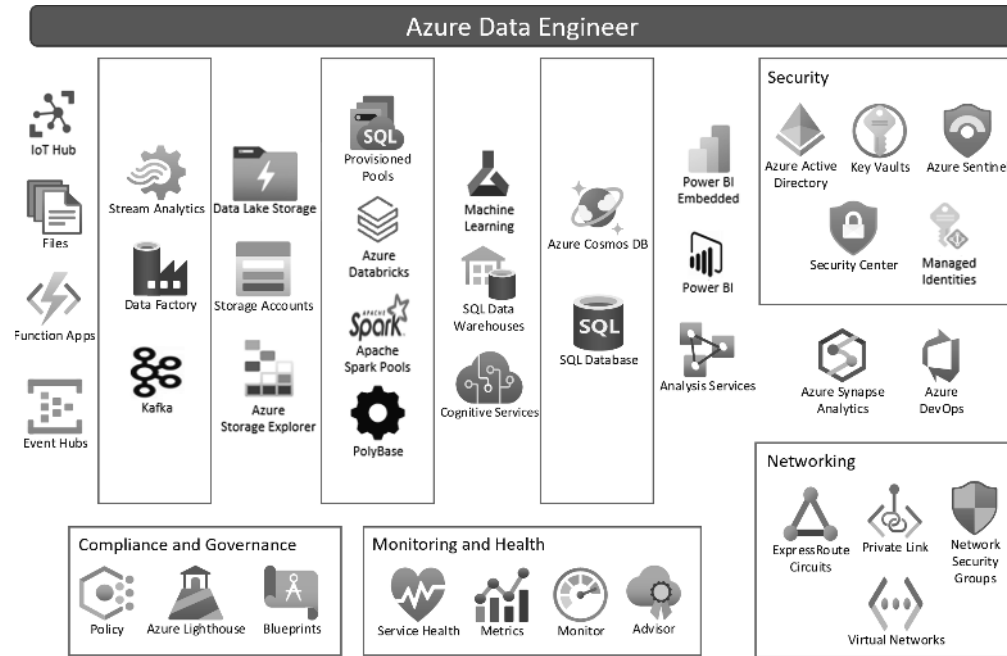 Azure Data Engineer
IoT Hub
Files
Function Apps
Event Hubs
Stream Analytics
Data Factory
Kafka
Data Lake Storage
Storage Accounts
Azure
Storage Explorer
SQL
Provisioned
Pools
Azure
Databricks
APACHE
Spark
Apache
Spark Pools
PolyBase
Machine
Learning
SQL Data
Warehouses
Cognitive Services
Azure Cosmos DB
SQL
SQL Database
Power BI
Embedded
Power BI
Analysis Services
Security
Azure Active
Directory
Key Vaults
Azure Sentine
Security Center
Managed
Identities
Azure Synapse
Analytics
Azure
DevOps
Networking
ExpressRoute
Circuits
Private Link
Network
Security
Groups
Virtual Networks
Compliance and Governance
Policy
Azure Lighthouse
Blueprints
Monitoring and Health
Service Health
Metrics
Monitor
Advisor